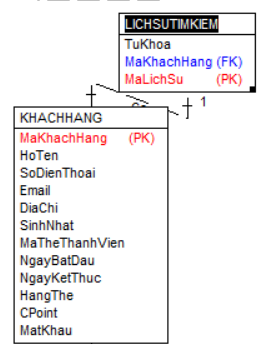 LICHSUTIMKIEM
TuKhoa
MaKhachHang (FK)
MaLichSu (PK)
1
KHACHHANG
MaKhachHang (PK)
HoTen
SoDienThoai
Email
DiaChi
SinhNhat
MaTheThanhVien
NgayBatDau
NgayKetThuc
HangThe
CPoint
MatKhau